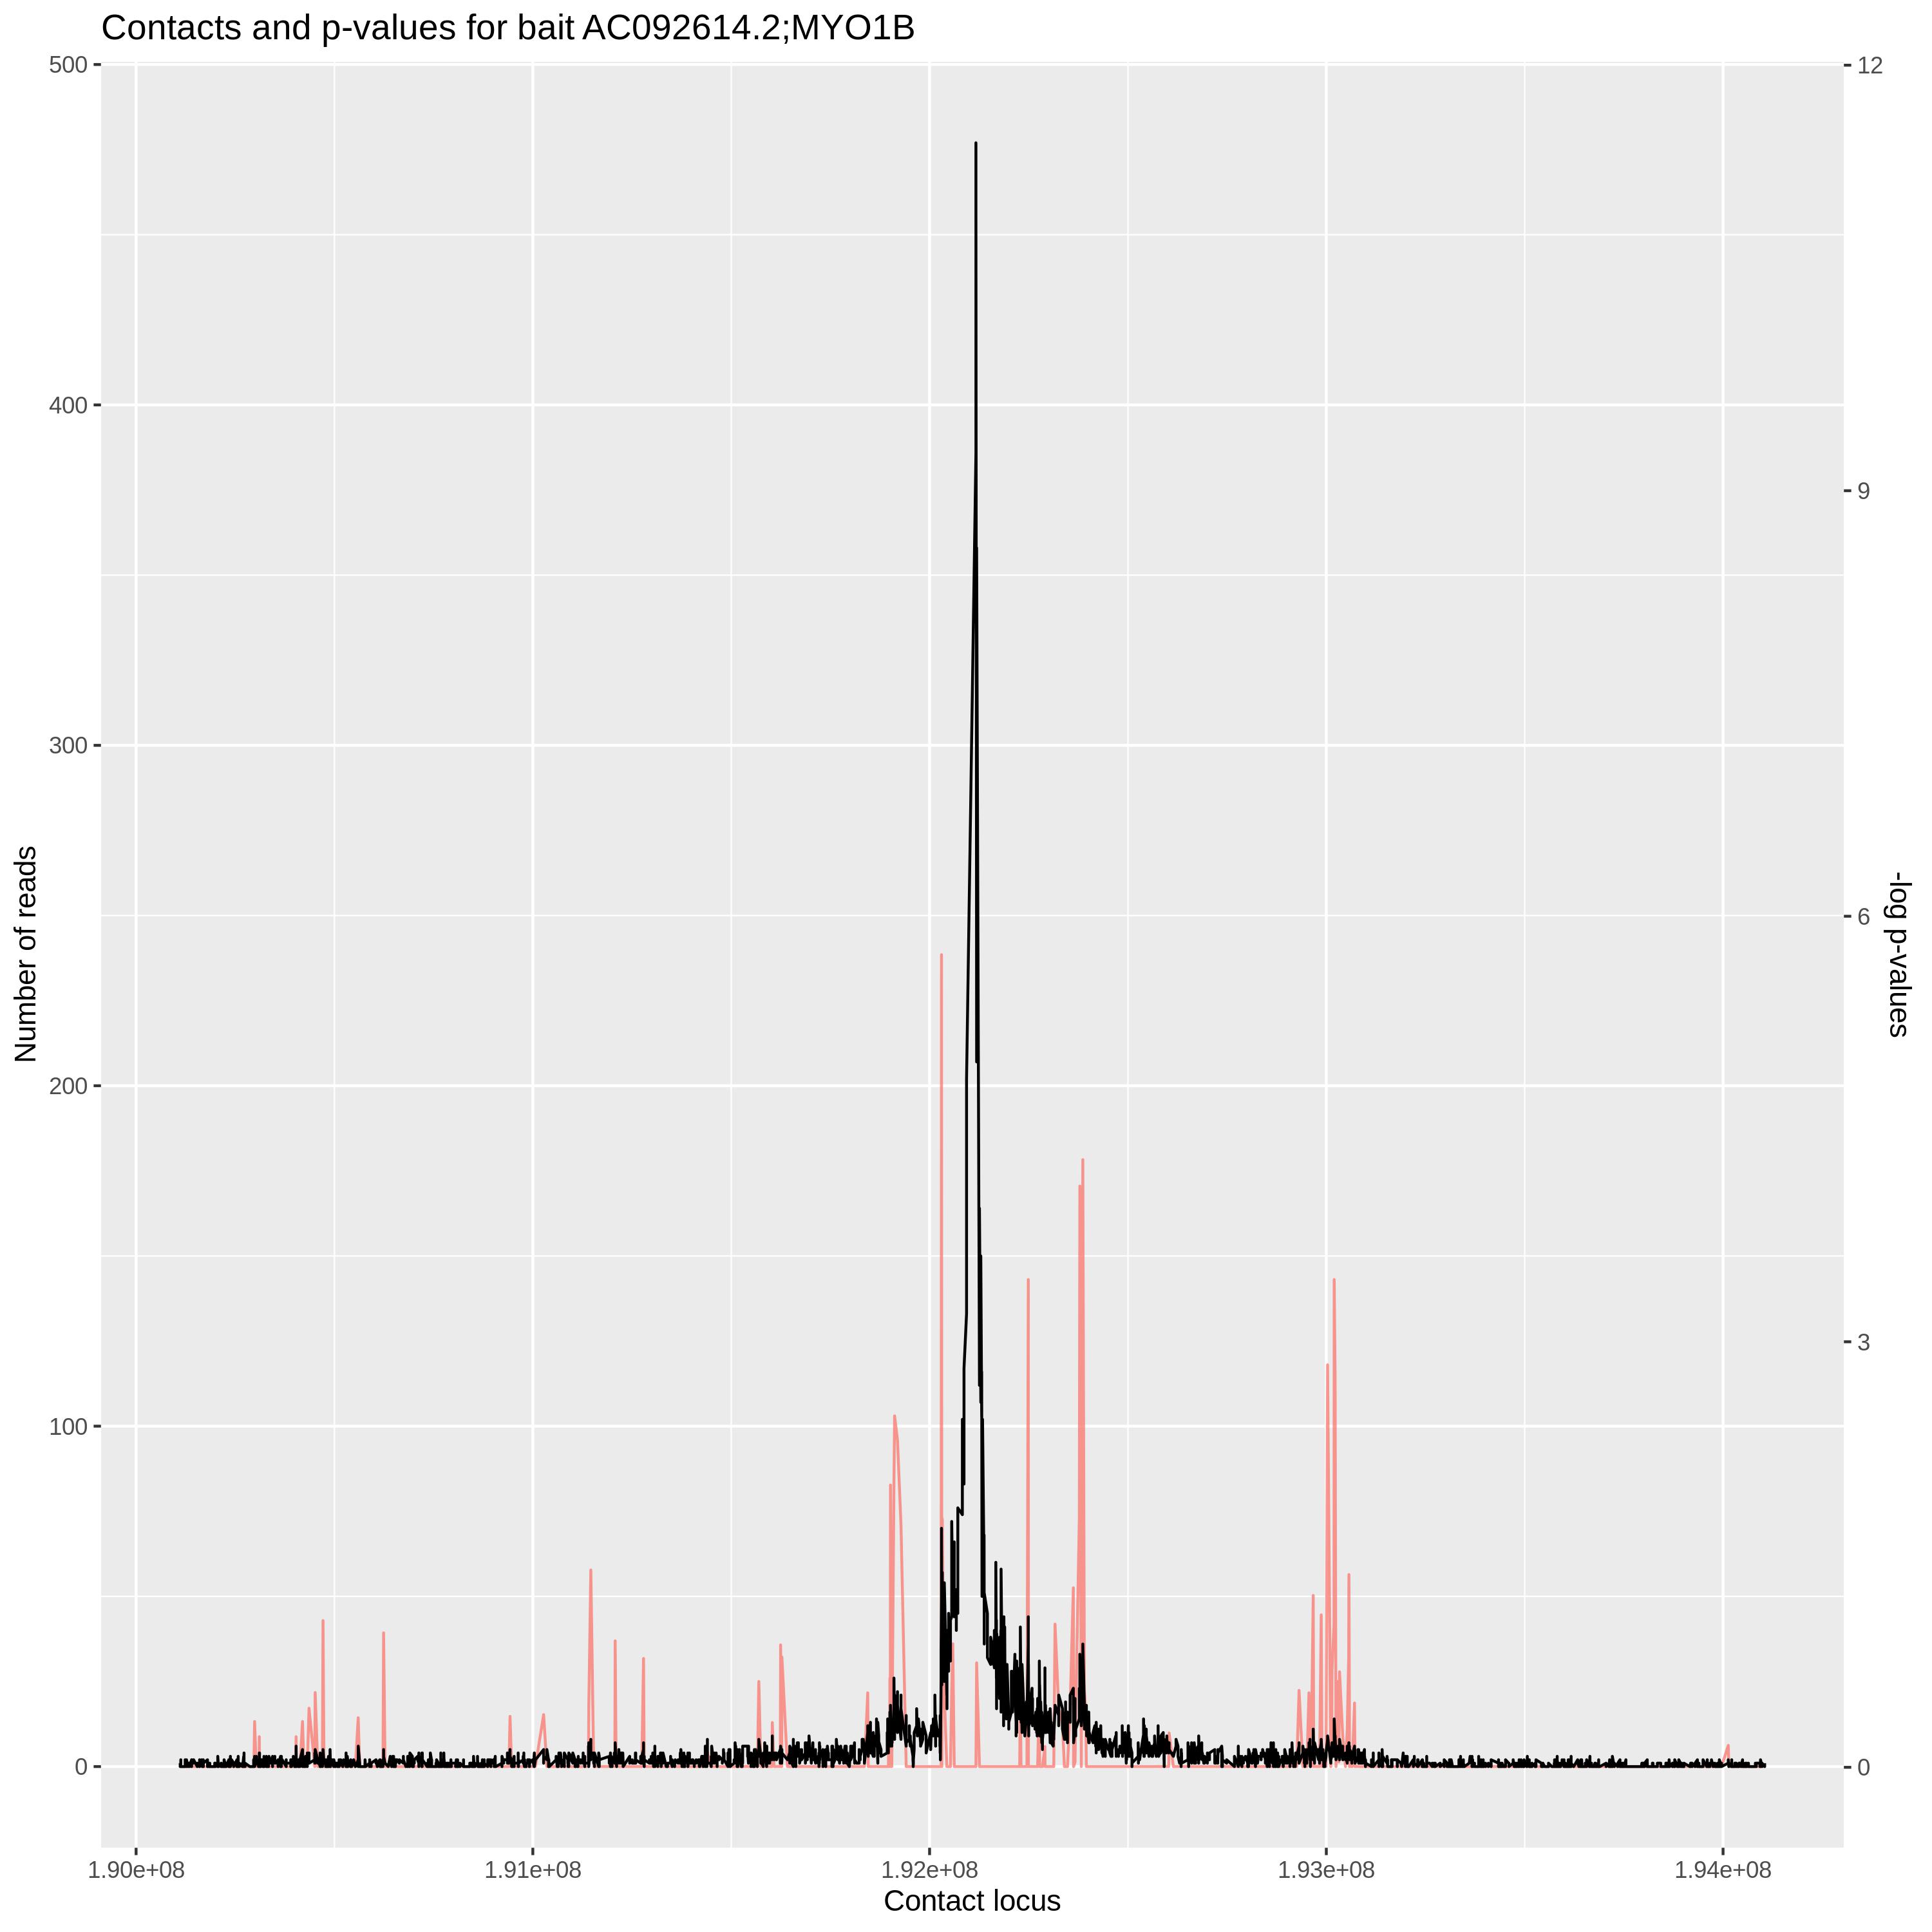 Contacts and p-values for bait AC092614.2;MYO1B
500
400
300
200
100
0
Number of reads
12
9
6
3
0
-log p-values
1.90e+08
1.91e+08
1.92e+08
1.93e+08
1.94e+08
Contact locus